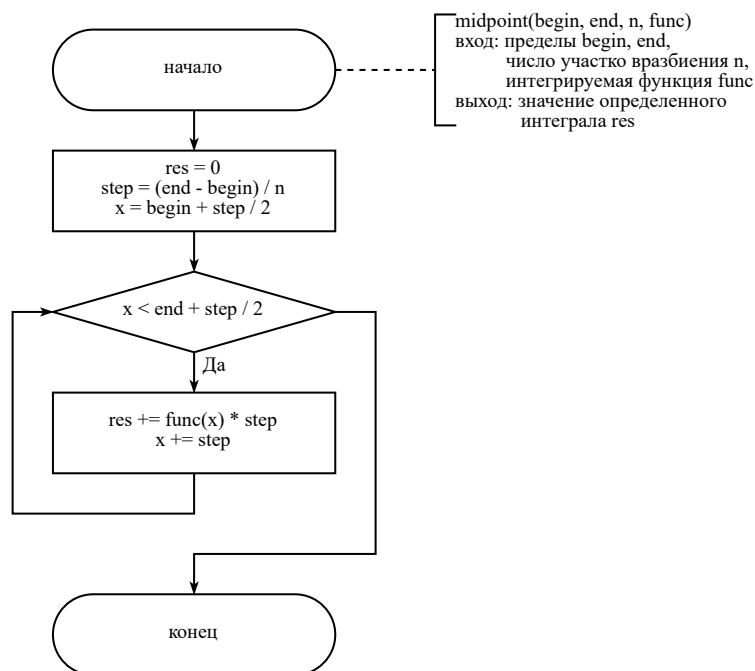 начало
midpoint(begin, end, n, func)
вход: пределы begin, end,
число участко вразбиения n,
интегрируемая функция func
выход: значение определенного
интеграла res
res = 0
step = (end - begin) / n
x = begin + step / 2
x < end + step / 2
Да
res += func(x) * step
x += step
конец